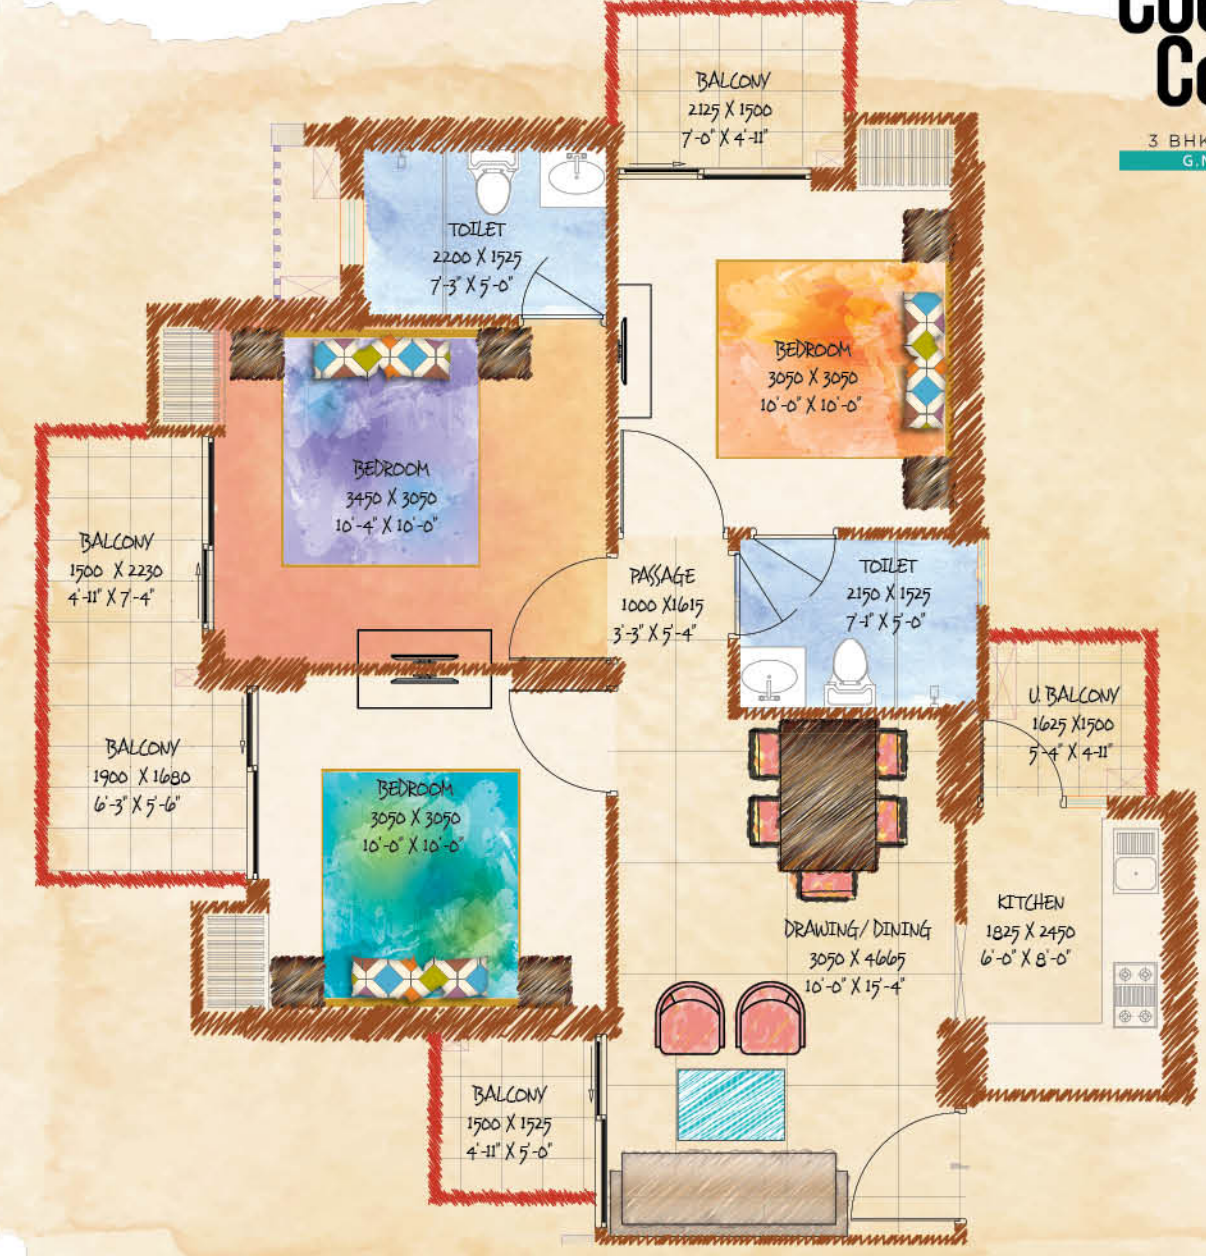 3 BHK
BALCONY
2125 X 1500
7'-0" X 4'-11"
TOILET
2200 X 1525
7'-3" X 5'-0"
BEDROOM
3050 X 3050
10'-0" X 10'-0"
BEDROOM
3450 X 3050
10'-4" X 10'-0"
BALCONY
1500 X 2230
4'-11" X 7'-4"
PASSAGE
1000 X1615
3'-3" X 5'-4"
TOILET
2150 X 1525
7'-1" X 5'-0"
U. BALCONY
1625 X1500
5'-4" X 4'-11"
BALCONY
1900 X 1680
6'-3" X 5'-6"
BEDROOM
3050 X 3050
10'-0" X 10'-0"
DRAWING/ DINING
3050 X 4665
10'-0" X 15'-4"
KITCHEN
1825 X 2450
6'-0" X 8'-0"
BALCONY
1500 X 1525
4'-11" X 5'-0"